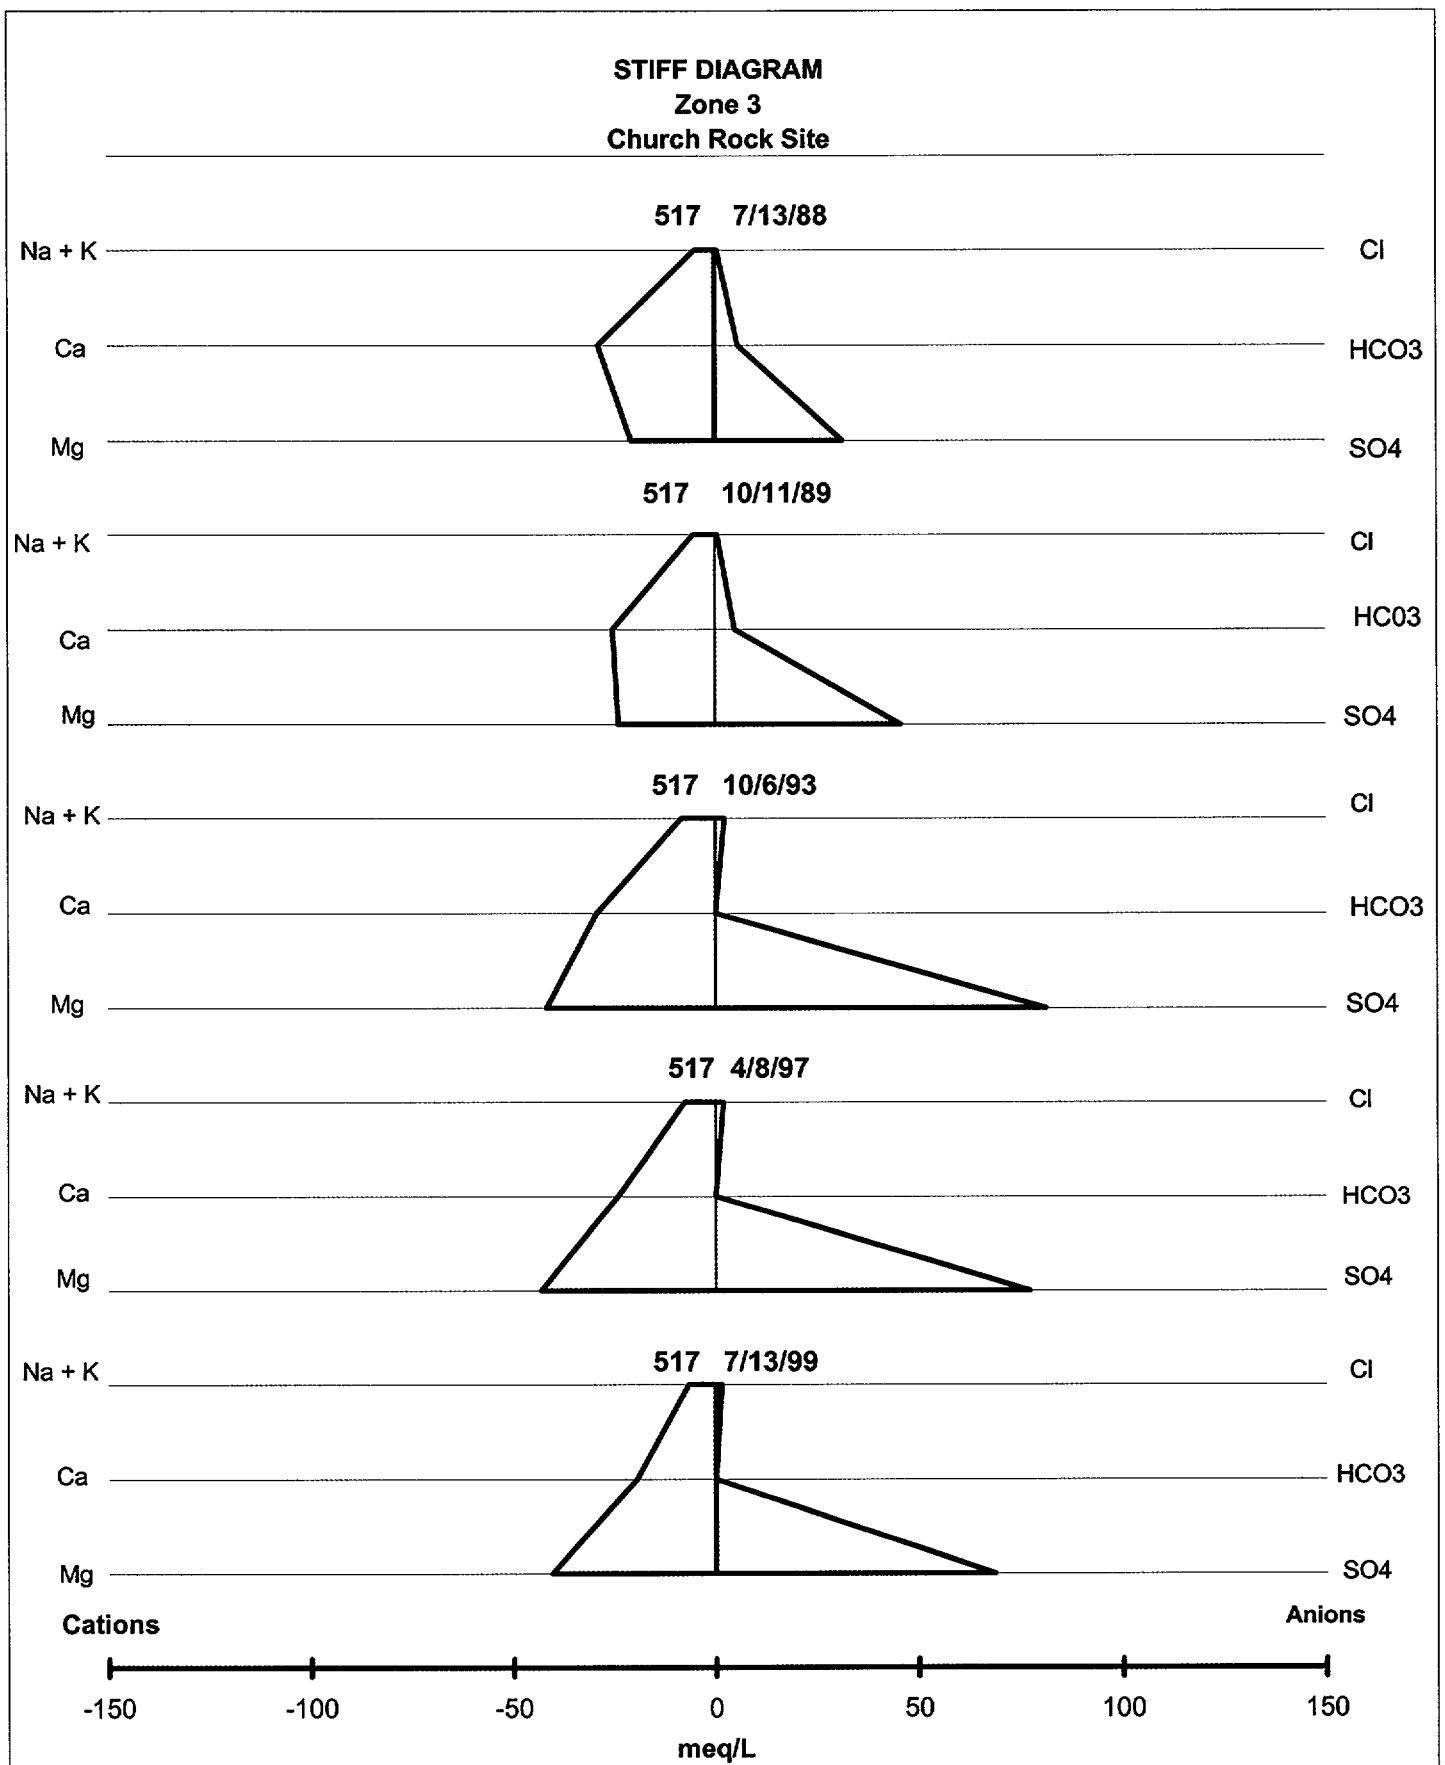 STIFF DIAGRAM
Zone 3
Church Rock Site
517 7/13/88
Na + K Cl
Ca HCO3
Mg SO4
517 10/11/89
Na + K Cl
Ca HC03
Mg SO4
517 10/6/93
Na + K Cl
Ca HCO3
Mg SO4
517 4/8/97
Na + K Cl
Ca HCO3
Mg SO4
517 7/13/99
Na + K Cl
Ca HCO3
Mg SO4
Cations Anions
-150 -100 -50 0 50 100 150
meq/L